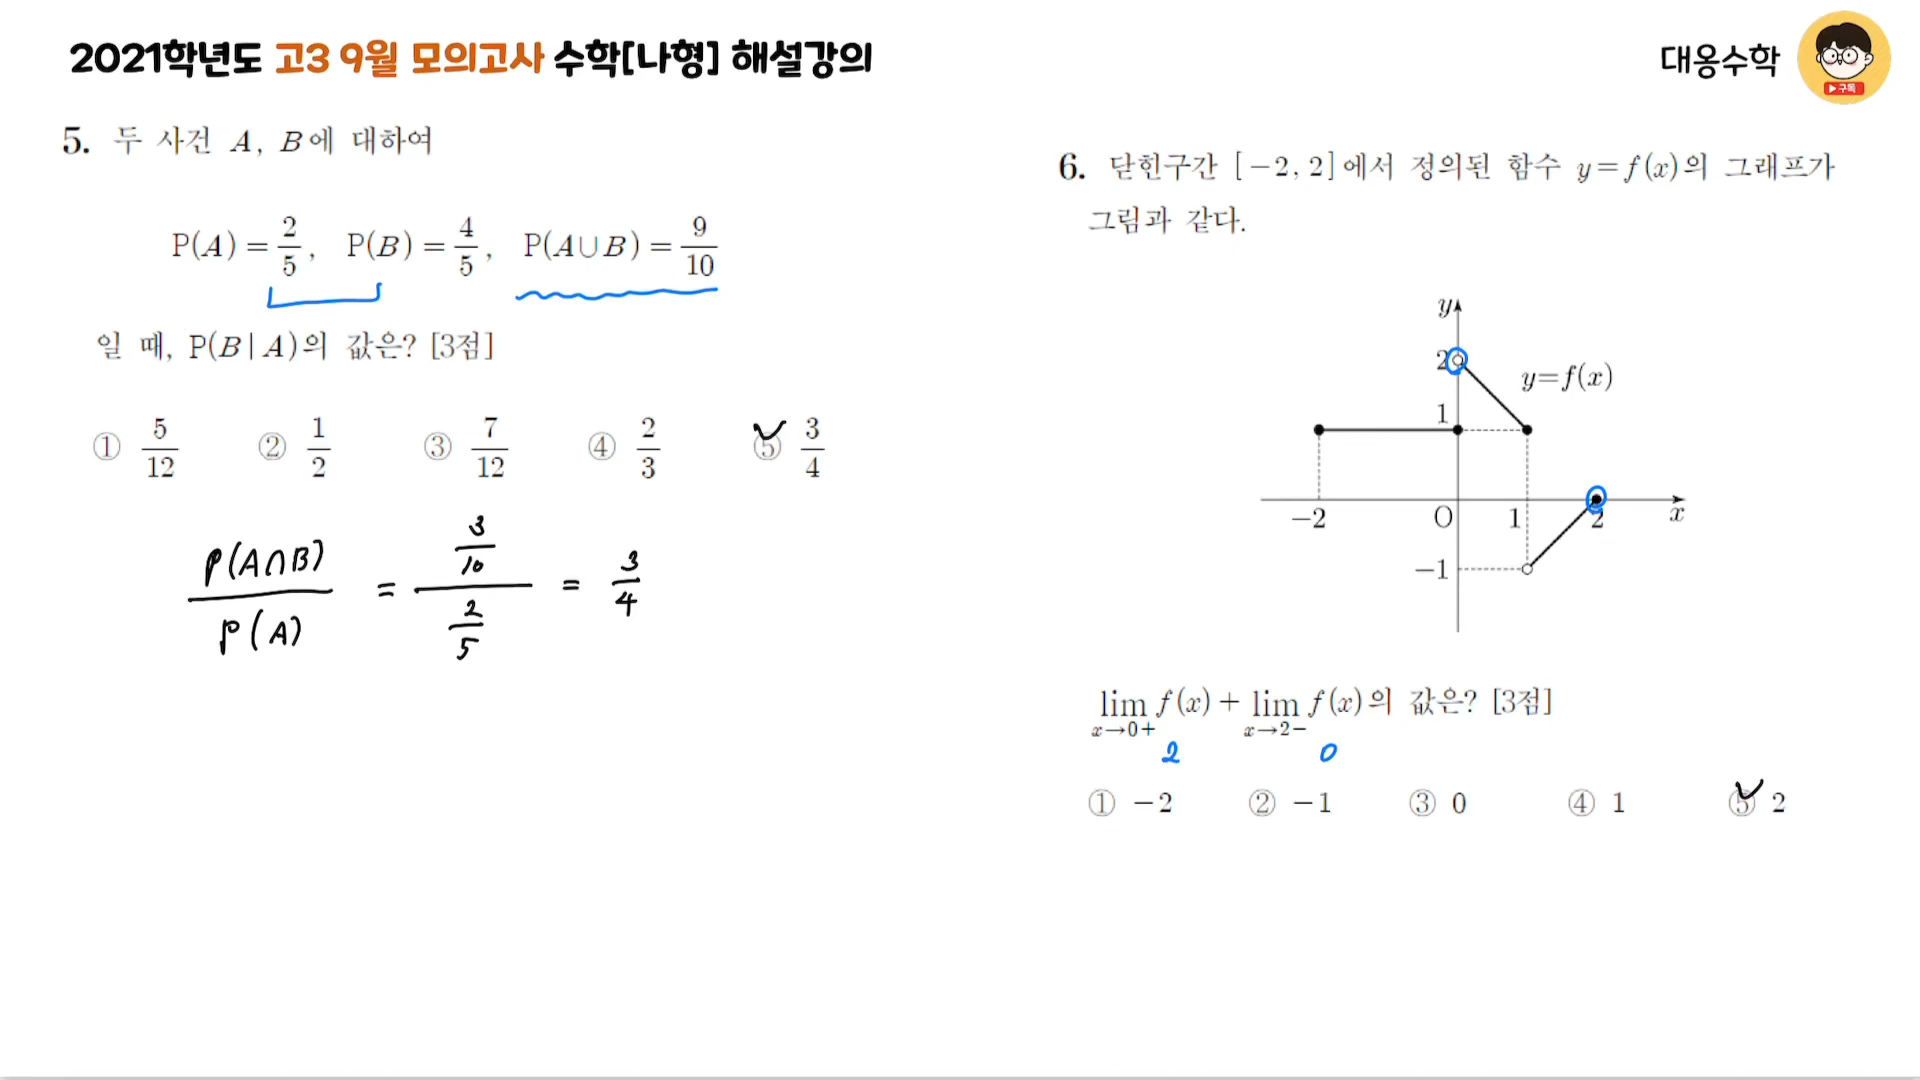 2021학년도 고3 9월 모의고사 수학[나형] 해설강의
대웅수학
구독
5. 두 사건 A, B에 대하여
P(A)=2/5, P(B)=4/5, P(A∪B)=9/10
일 때, P(B|A)의 값은? [3점]
① 5/12 ② 1/2 ③ 7/12 ④ 2/3 ⑤ 3/4
P(A∩B)/P(A) = (3/10)/(2/5) = 3/4
6. 닫힌구간 [-2, 2]에서 정의된 함수 y=f(x)의 그래프가
그림과 같다.
y
2
y=f(x)
1
-2 O 1 2 x
-1
lim f(x)+lim f(x)의 값은? [3점]
x→0+ x→2-
2 0
① -2 ② -1 ③ 0 ④ 1 ⑤ 2